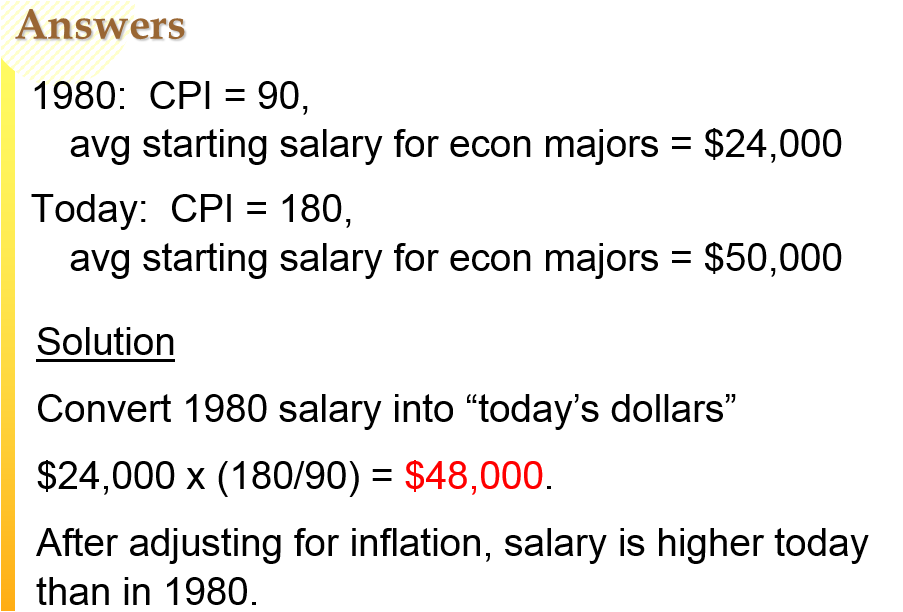 Answers
1980:  CPI = 90,
avg starting salary for econ majors = $24,000
Today:  CPI = 180,
avg starting salary for econ majors = $50,000
Solution
Convert 1980 salary into “today’s dollars”
$24,000 x (180/90) = $48,000.
After adjusting for inflation, salary is higher today
than in 1980.